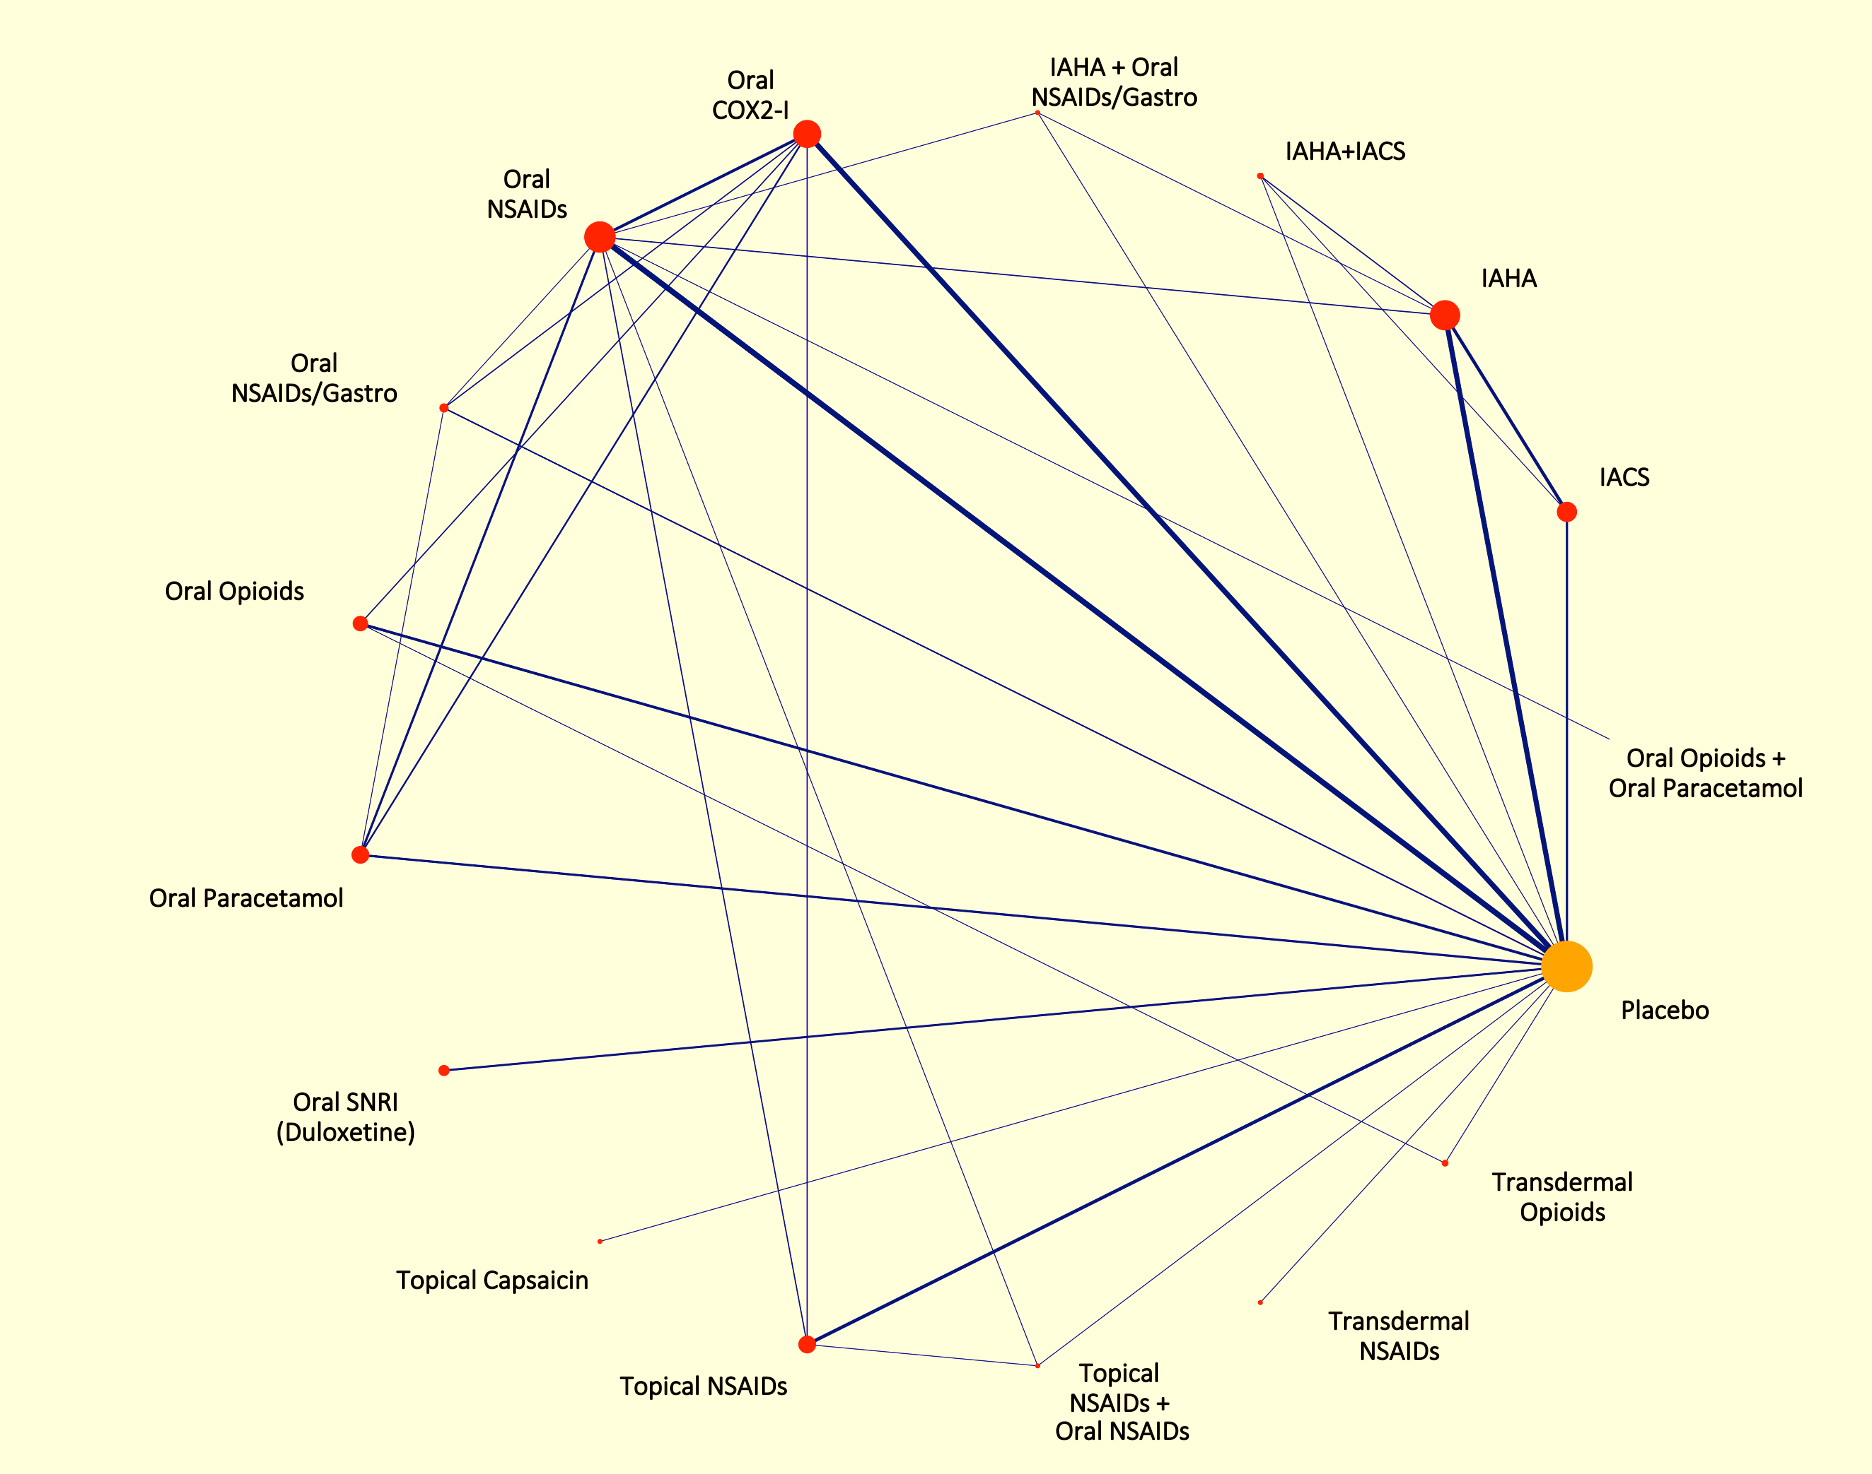 IAHA + Oral
NSAIDs/Gastro
Oral
COX2-I
IAHA+IACS
Oral
NSAIDs
IAHA
Oral
NSAIDs/Gastro
IACS
Oral Opioids
Oral Opioids +
Oral Paracetamol
Oral Paracetamol
Placebo
Oral SNRI
(Duloxetine)
Transdermal
Opioids
Topical Capsaicin
Transdermal
NSAIDs
Topical NSAIDs
Topical
NSAIDs +
Oral NSAIDs